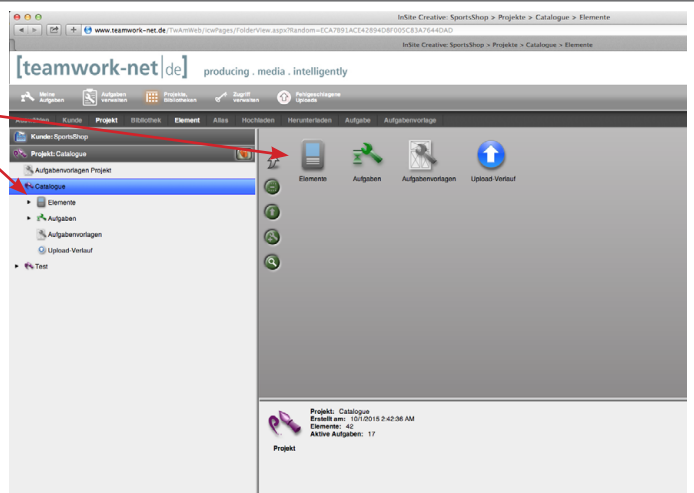 InSite Creative: SportsShop > Projekte > Catalogue > Elemente
www.teamwork-net.de/TwAmWeb/icwPages/FolderView.aspx?Random=ECA7B91ACE42894D8F005CB3A7644DAD
InSite Creative: SportsShop > Projekte > Catalogue > Elemente
[teamwork-net|de] producing . media . intelligently
Meine Aufgaben
Aufgaben verwalten
Projekte, Bibliotheken
Zugriff verwalten
Fehlgeschlagene Uploads
Kunde Projekt Bibliothek Element Alles Hochladen Herunterladen Aufgabe Aufgabenvorlage
Kunde: SportsShop
Projekt: Catalogue
Aufgabenvorlagen Projekt
Catalogue
Elemente
Aufgaben
Aufgabenvorlagen
Upload-Verlauf
Test
Elemente Aufgaben Aufgabenvorlagen Upload-Verlauf
Projekt: Catalogue
Erstellt am: 10/1/2015 2:42:36 AM
Elemente: 42
Aktive Aufgaben: 17
Projekt